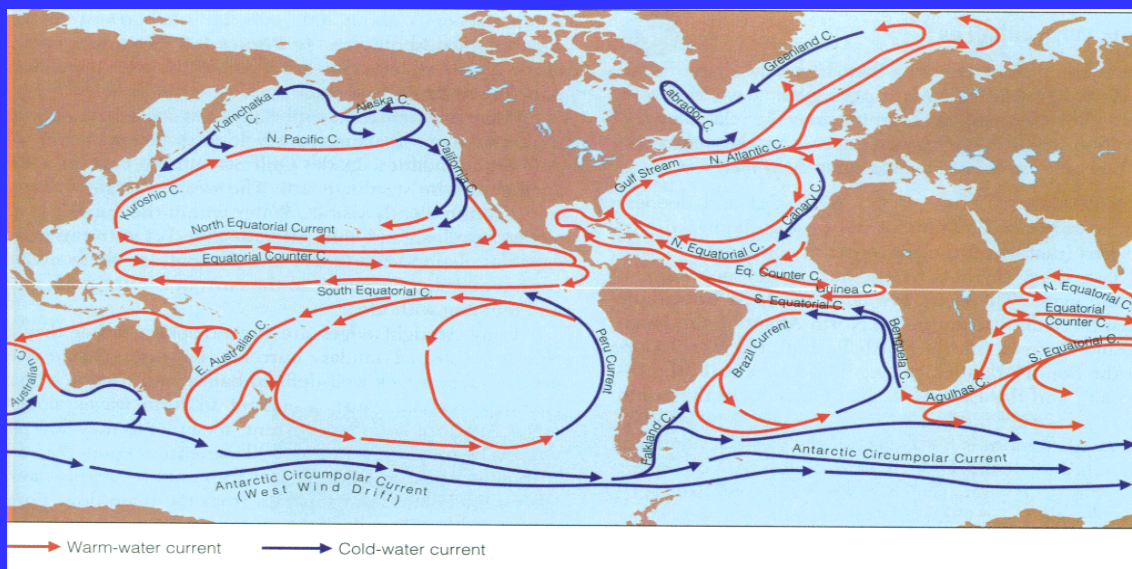 Greenland C.
Labrador C.
Alaska C.
Kamchatka
C.
N. Pacific C.
California C.
N. Atlantic C.
Gulf Stream
Kuroshio C.
Canary C.
North Equatorial Current
N. Equatorial C.
Equatorial Counter C.
Eq. Counter C.
Guinea C.
South Equatorial C.
S. Equatorial C.
N. Equatorial C.
Equatorial
Counter C.
S. Equatorial C.
E. Australian C.
Peru Current
Brazil Current
Benguela C.
Agulhas C.
Australian C.
Falkland C.
Antarctic Circumpolar Current
Antarctic Circumpolar Current
(West Wind Drift)
Warm-water current
Cold-water current